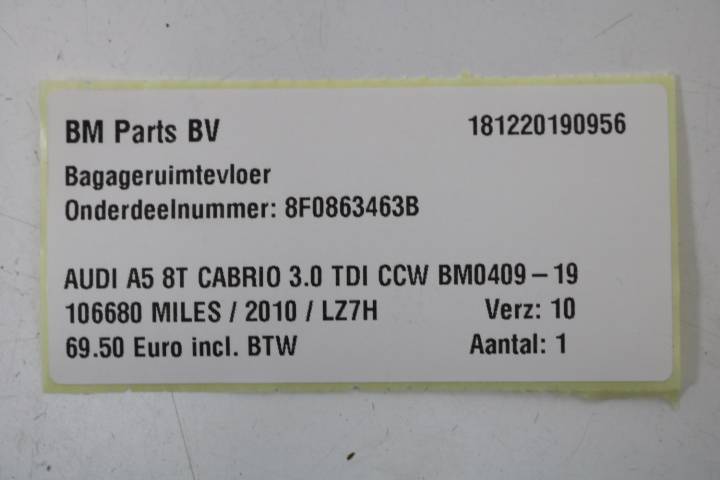 BM Parts BV 181220190956
Bagageruimtevloer
Onderdeelnummer: 8F0863463B
AUDI A5 8T CABRIO 3.0 TDI CCW BM0409-19
106680 MILES / 2010 / LZ7H Verz: 10
69.50 Euro incl. BTW Aantal: 1